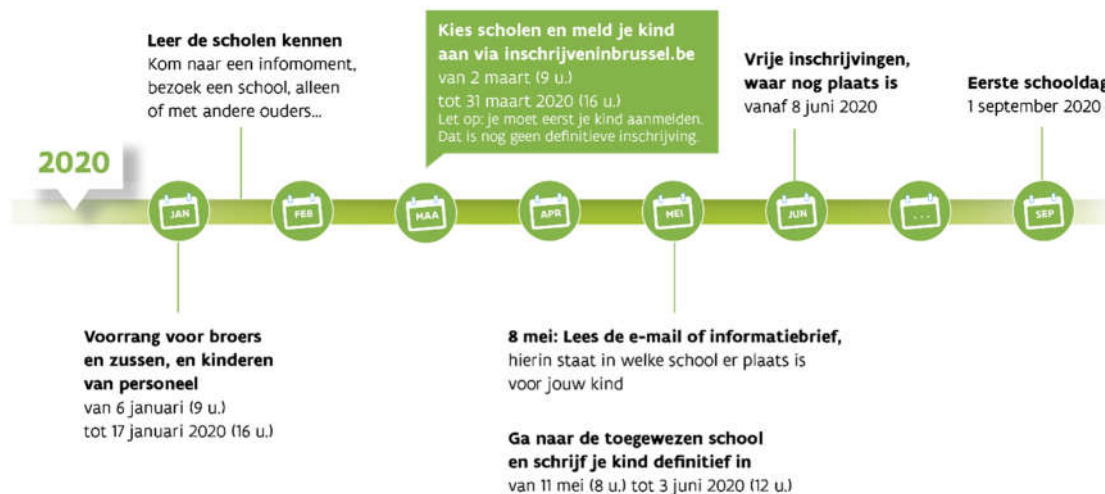 Leer de scholen kennen
Kom naar een infomoment,
bezoek een school, alleen
of met andere ouders...
Kies scholen en meld je kind
aan via inschrijveninbrussel.be
van 2 maart (9 u.)
tot 31 maart 2020 (16 u.)
Let op: je moet eerst je kind aanmelden.
Dat is nog geen definitieve inschrijving.
Vrije inschrijvingen,
waar nog plaats is
vanaf 8 juni 2020
Eerste schooldag
1 september 2020
2020
JAN
FEB
MAA
APR
MEI
JUN
...
SEP
Voorrang voor broers
en zussen, en kinderen
van personeel
van 6 januari (9 u.)
tot 17 januari 2020 (16 u.)
8 mei: Lees de e-mail of informatiebrief,
hierin staat in welke school er plaats is
voor jouw kind
Ga naar de toegewezen school
en schrijf je kind definitief in
van 11 mei (8 u.) tot 3 juni 2020 (12 u.)